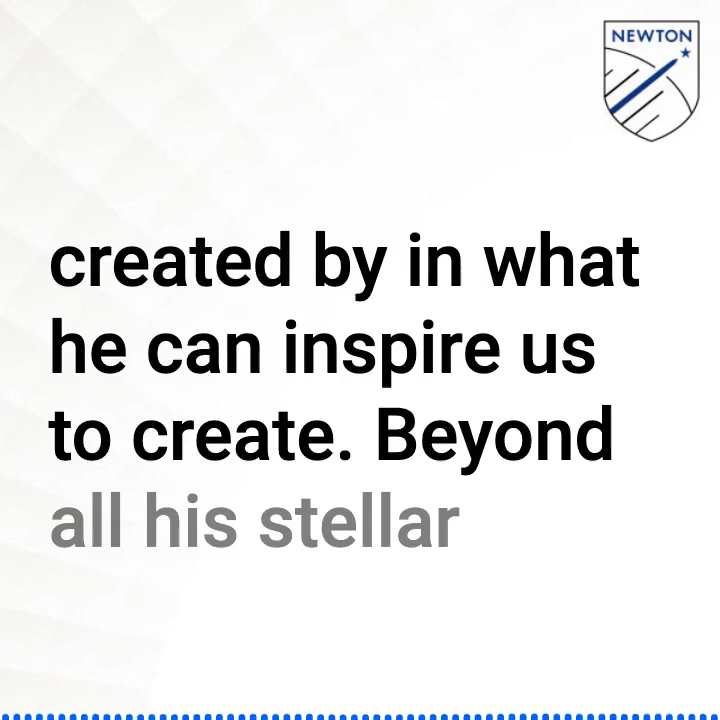 NEWTON
created by in what
he can inspire us
to create. Beyond
all his stellar